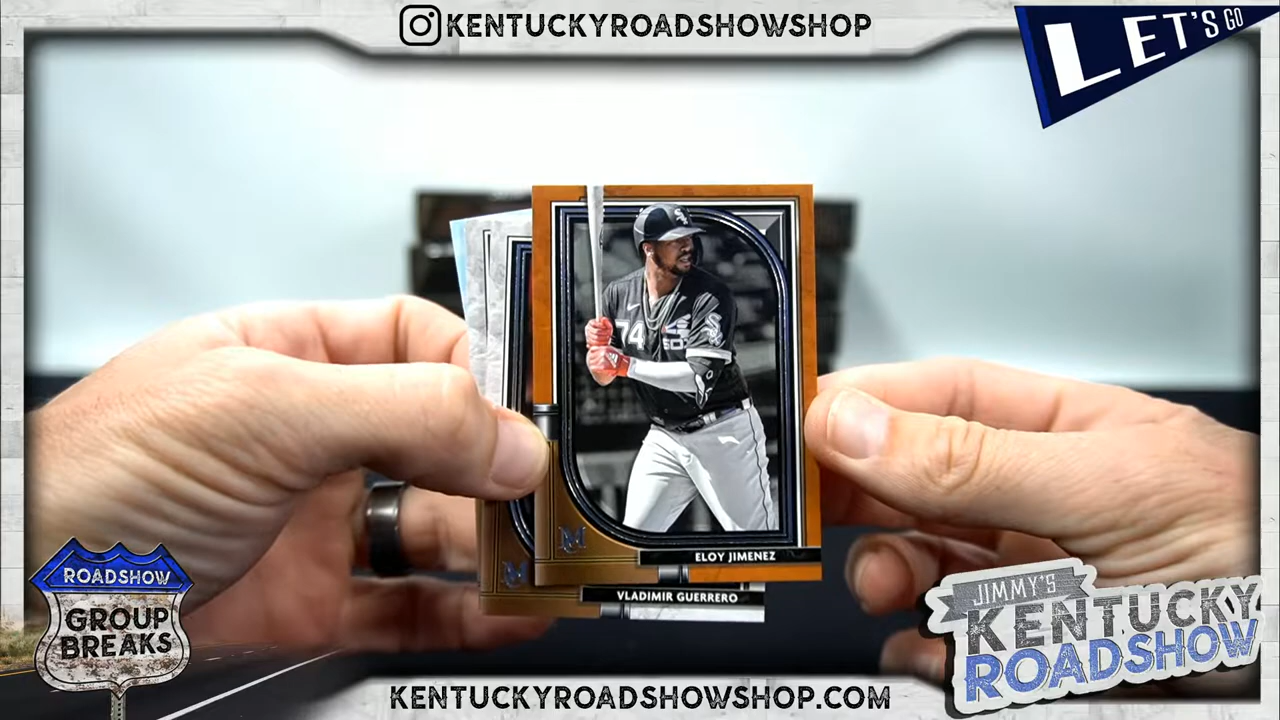 KENTUCKYROADSHOWSHOP
LET'S GO
74
ELOY JIMENEZ
VLADIMIR GUERRERO
ROADSHOW
GROUP
BREAKS
JIMMY'S
KENTUCKY
ROADSHOW
KENTUCKYROADSHOWSHOP.COM